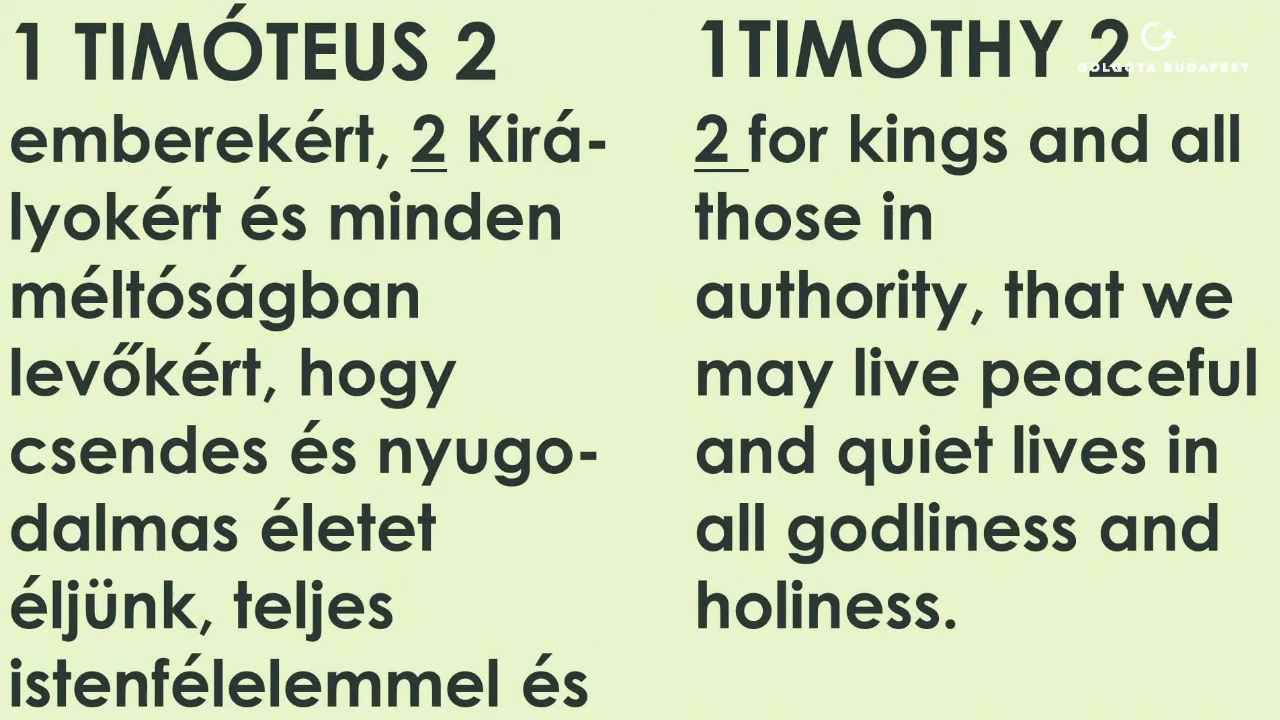 1 TIMÓTEUS 2
emberekért, 2 Kirá-
lyokért és minden
méltóságban
levőkért, hogy
csendes és nyugo-
dalmas életet
éljünk, teljes
istenfélelemmel és
1TIMOTHY 2
2 for kings and all
those in
authority, that we
may live peaceful
and quiet lives in
all godliness and
holiness.
GOLGOTA BUDAPEST